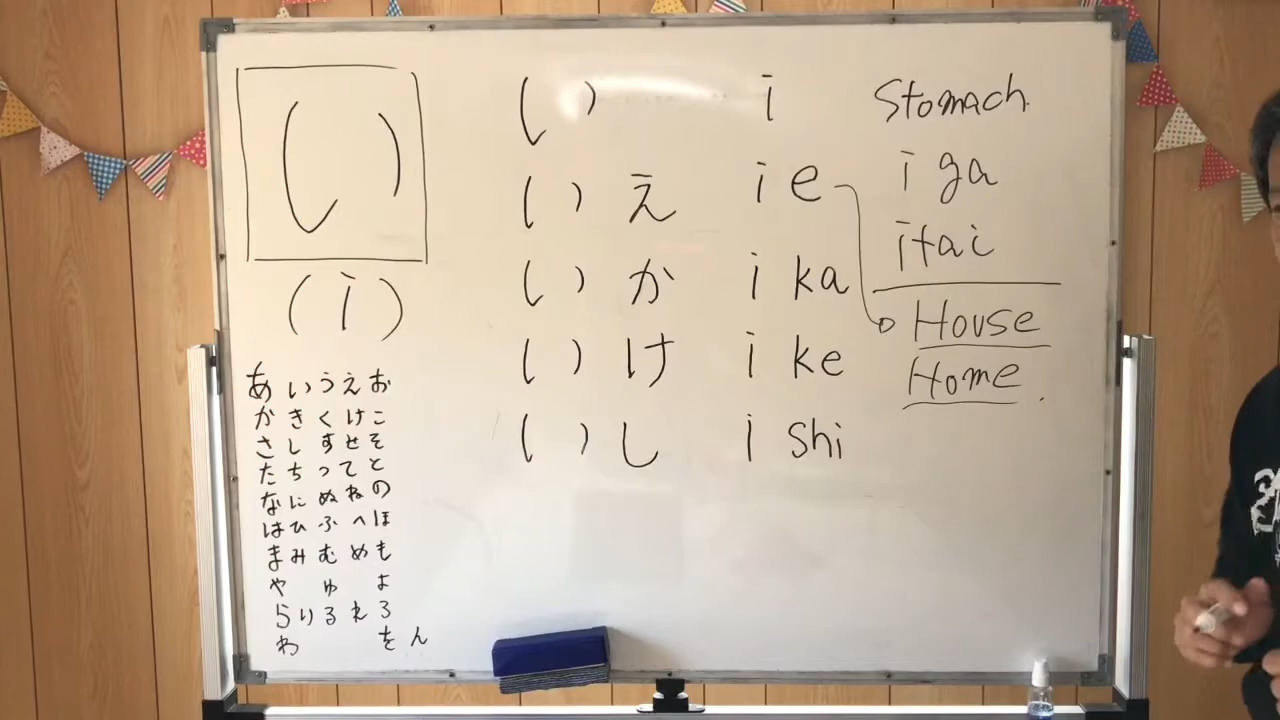 い
(i)
あいうえお
かきくけこ
さしすせそ
たちつてと
なにぬねの
はひふへほ
まみむめも
やゆよ
らりるれろ
わをん
い i
いえ ie
いか ika
いけ ike
いし ishi
Stomach.
i ga
itai
House
Home.